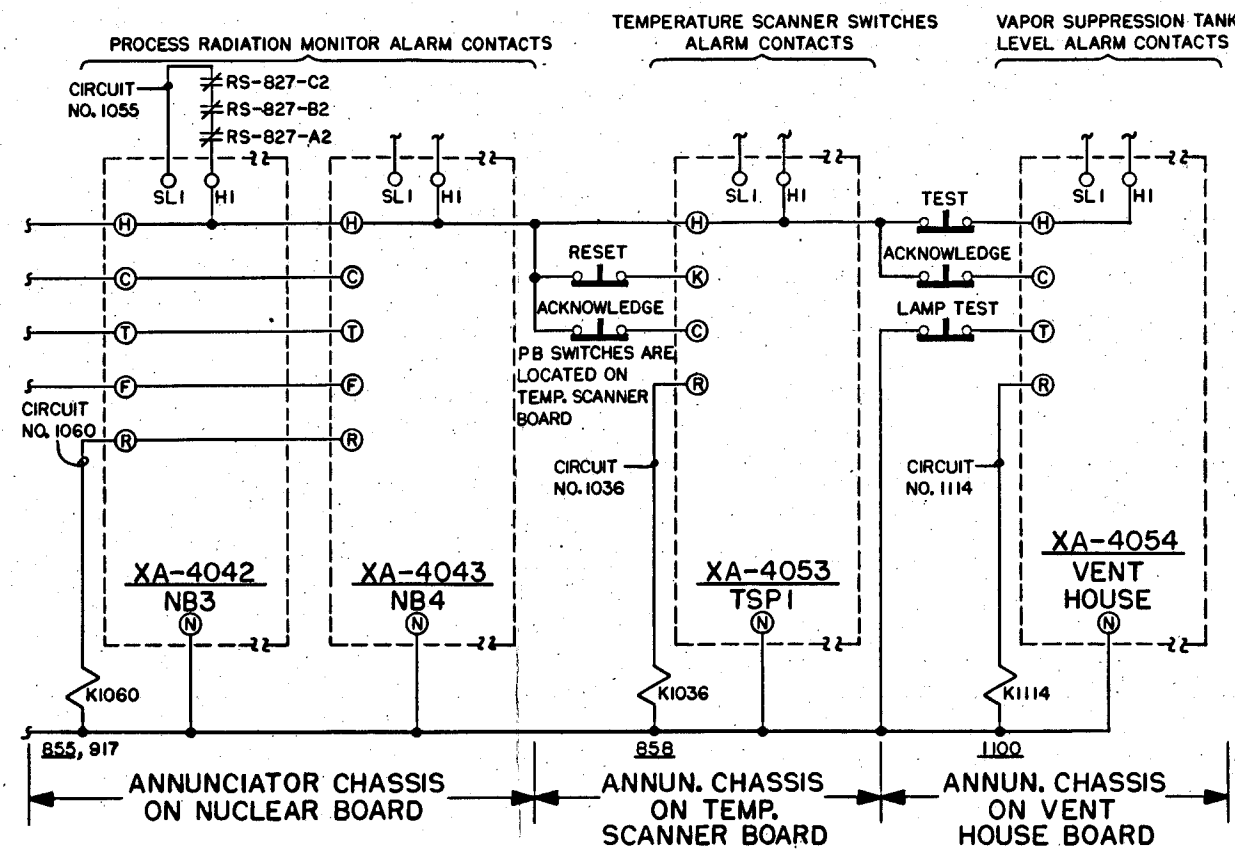 PROCESS RADIATION MONITOR ALARM CONTACTS
TEMPERATURE SCANNER SWITCHES
ALARM CONTACTS
VAPOR SUPPRESSION TANK
LEVEL ALARM CONTACTS
CIRCUIT
NO. 1055
RS-827-C2
RS-827-B2
RS-827-A2
SL1 H1
SL1 H1
SL1 H1
SL1 H1
H H H H
TEST
RESET
ACKNOWLEDGE
C C K C
ACKNOWLEDGE
LAMP TEST
T T C T
PB SWITCHES ARE
LOCATED ON
TEMP. SCANNER
BOARD
F F R R
CIRCUIT
NO. 1060
R R
CIRCUIT
NO. 1036
CIRCUIT
NO. 1114
XA-4042
NB3
N
XA-4043
NB4
N
XA-4053
TSP1
N
XA-4054
VENT
HOUSE
N
K1060
K1036
K1114
855, 917
858
1100
ANNUNCIATOR CHASSIS
ON NUCLEAR BOARD
ANNUN. CHASSIS
ON TEMP.
SCANNER BOARD
ANNUN. CHASSIS
ON VENT
HOUSE BOARD